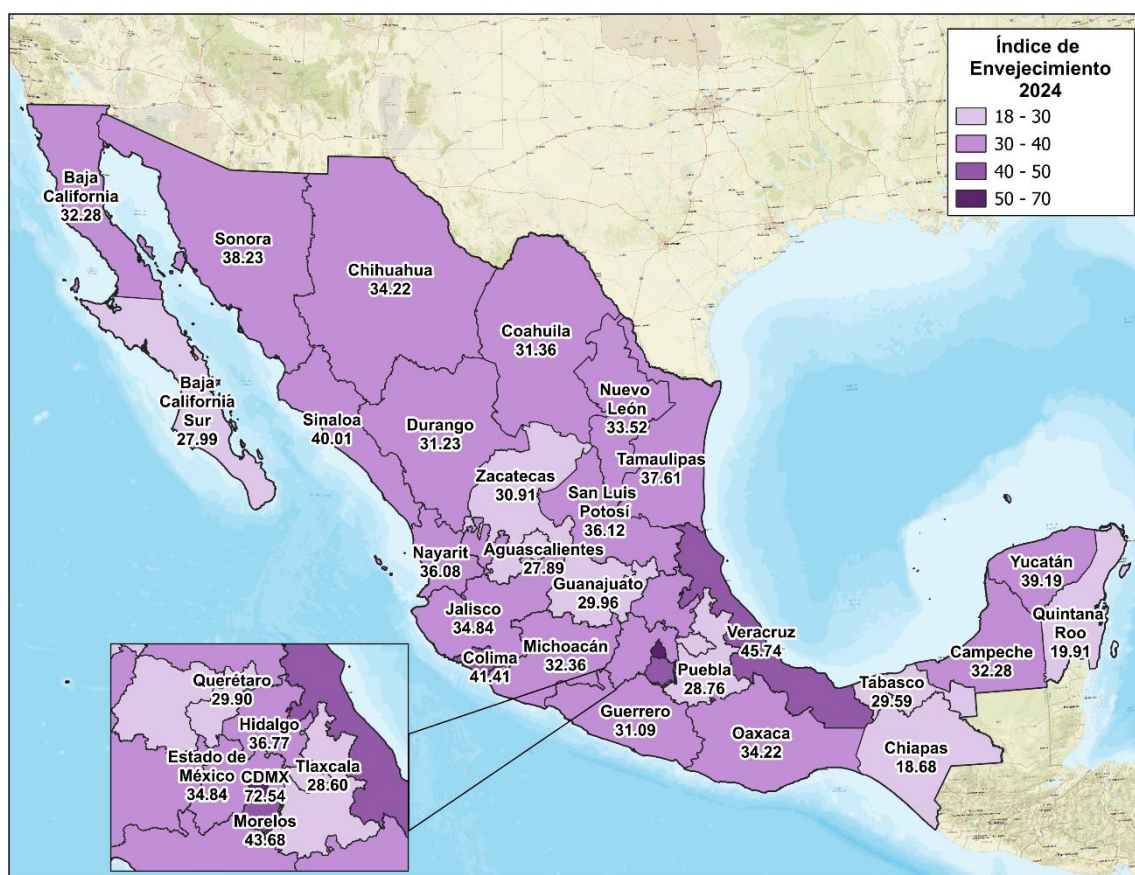 Índice de
Envejecimiento
2024
18 - 30
30 - 40
40 - 50
50 - 70
Baja
California
32.28
Sonora
38.23
Chihuahua
34.22
Coahuila
31.36
Nuevo
León
33.52
Baja
California
Sur
27.99
Sinaloa
40.01
Durango
31.23
Tamaulipas
37.61
Zacatecas
30.91
San Luis
Potosí
36.12
Nayarit
36.08
Aguascalientes
27.89
Guanajuato
29.96
Jalisco
34.84
Michoacán
32.36
Colima
41.41
Veracruz
45.74
Puebla
28.76
Guerrero
31.09
Oaxaca
34.22
Tabasco
29.59
Chiapas
18.68
Campeche
32.28
Yucatán
39.19
Quintana
Roo
19.91
Querétaro
29.90
Hidalgo
36.77
Estado de
México
34.84
CDMX
72.54
Tlaxcala
28.60
Morelos
43.68